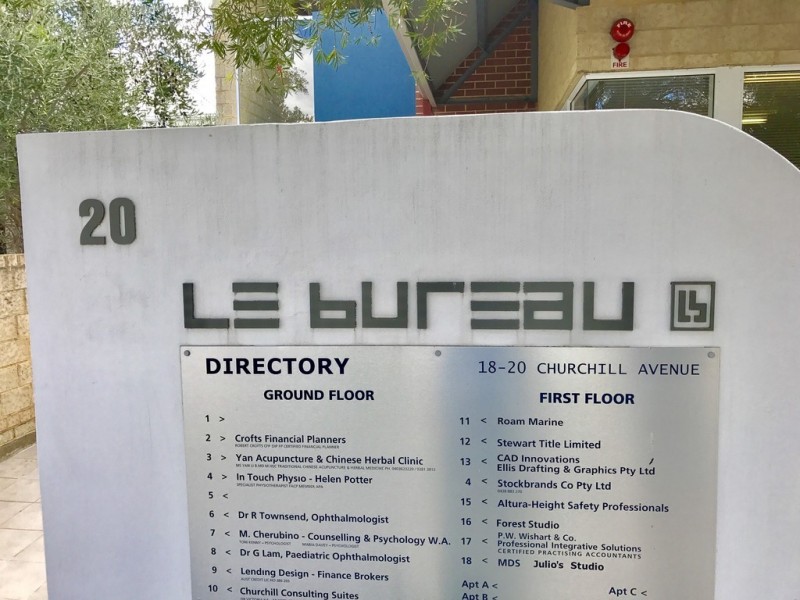 FIRE
20
LE bUrEaU
DIRECTORY
18-20 CHURCHILL AVENUE
GROUND FLOOR
1 >
2 > Crofts Financial Planners
3 > Yan Acupuncture & Chinese Herbal Clinic
4 > In Touch Physio - Helen Potter
5 <
6 < Dr R Townsend, Ophthalmologist
7 < M. Cherubino - Counselling & Psychology W.A.
8 < Dr G Lam, Paediatric Ophthalmologist
9 < Lending Design - Finance Brokers
10 < Churchill Consulting Suites
FIRST FLOOR
11 < Roam Marine
12 < Stewart Title Limited
13 < CAD Innovations /
Ellis Drafting & Graphics Pty Ltd
4 < Stockbrands Co Pty Ltd
15 < Altura-Height Safety Professionals
16 < Forest Studio
17 < P.W. Wishart & Co.
Professional Integrative Solutions
CERTIFIED PRACTISING ACCOUNTANTS
18 < MDS Julio's Studio
Apt A <
Apt B <
Apt C <